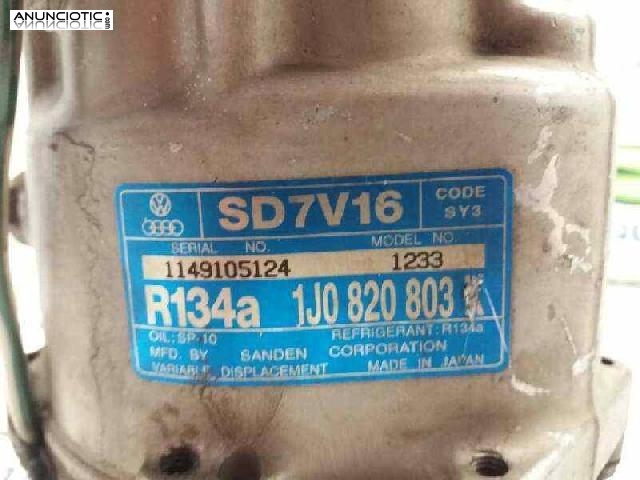 ANUNCIOTIC.com
SD7V16
CODE
SY3
SERIAL NO. MODEL NO.
1149105124 1233
R134a 1J0 820 803
OIL:SP-10 REFRIGERANT:R134a
MFD. BY SANDEN CORPORATION
VARIABLE DISPLACEMENT MADE IN JAPAN